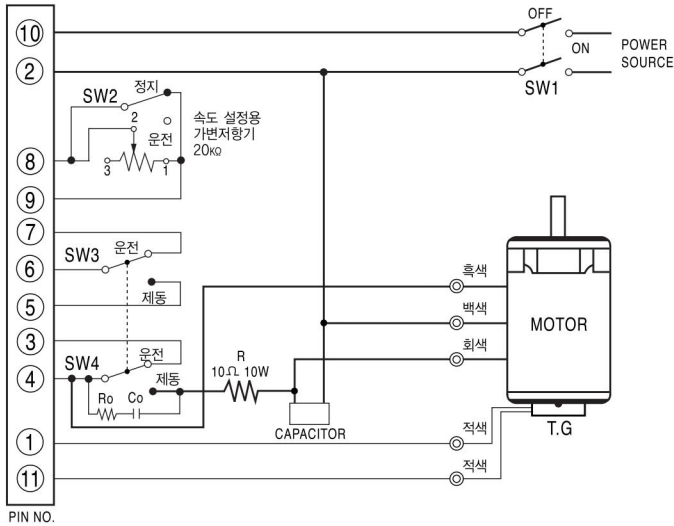 ⑩
OFF
ON
POWER
SOURCE
②
SW1
정지
SW2
2
운전
속도 설정용
가변저항기
20KΩ
⑧
3
1
⑨
⑦
운전
SW3
⑥
제동
⑤
③
SW4
운전
④
제동
R
10Ω 10W
Ro
Co
CAPACITOR
흑색
백색
MOTOR
회색
적색
T.G
①
적색
⑪
PIN NO.